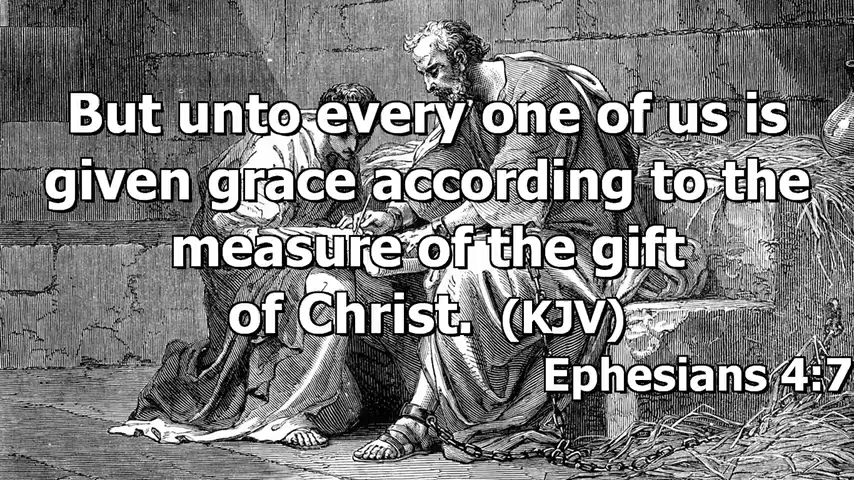 But unto every one of us is
given grace according to the
measure of the gift
of Christ. (KJV)
Ephesians 4:7